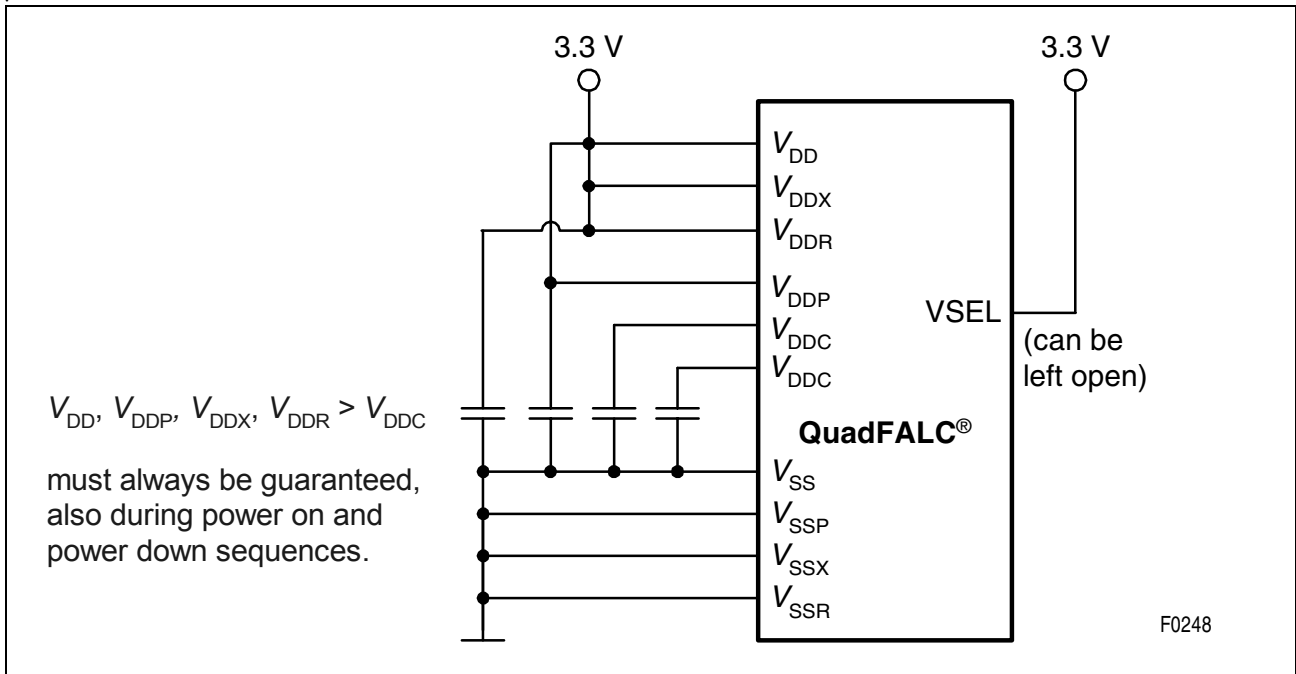 3.3 V
3.3 V
VDD
VDDX
VDDR
VDDP
VDDC
VDDC
VSEL
(can be
left open)
VDD, VDDP, VDDX, VDDR > VDDC
must always be guaranteed,
also during power on and
power down sequences.
QuadFALC®
VSS
VSSP
VSSX
VSSR
F0248